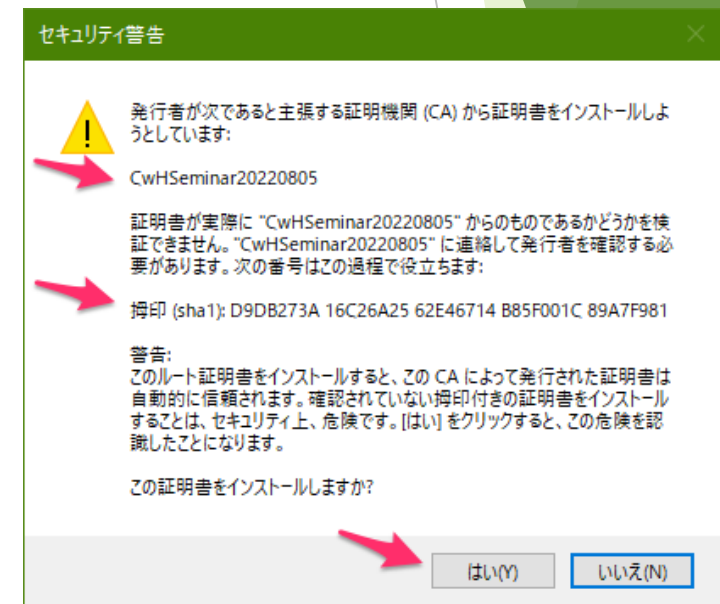 セキュリティ警告
発行者が次であると主張する証明機関 (CA) から証明書をインストールしよ
うとしています:
CwHSeminar20220805
証明書が実際に "CwHSeminar20220805" からのものであるかどうかを検
証できません。"CwHSeminar20220805" に連絡して発行者を確認する必
要があります。次の番号はこの過程で役立ちます:
拇印 (sha1): D9DB273A 16C26A25 62E46714 B85F001C 89A7F981
警告:
このルート証明書をインストールすると、この CA によって発行された証明書は
自動的に信頼されます。確認されていない拇印付きの証明書をインストール
することは、セキュリティ上、危険です。[はい] をクリックすると、この危険を認
識したことになります。
この証明書をインストールしますか?
はい(Y)
いいえ(N)